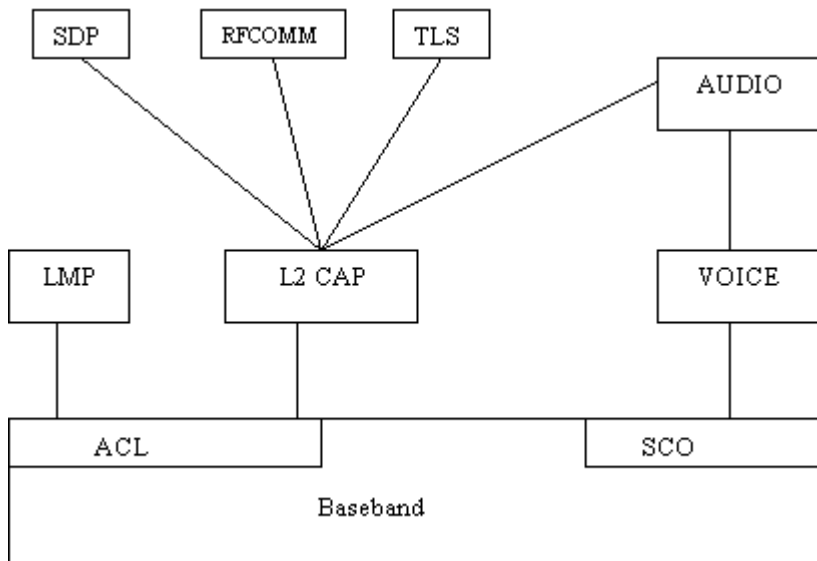 SDP
RFCOMM
TLS
AUDIO
LMP
L2 CAP
VOICE
ACL
SCO
Baseband